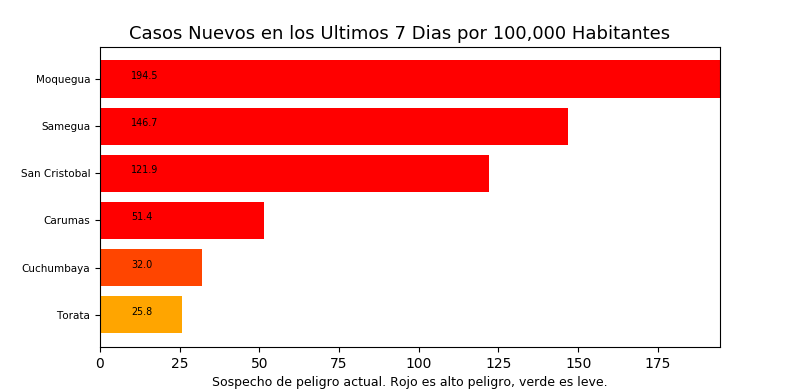 Casos Nuevos en los Ultimos 7 Dias por 100,000 Habitantes
Moquegua 194.5
Samegua 146.7
San Cristobal 121.9
Carumas 51.4
Cuchumbaya 32.0
Torata 25.8
0 25 50 75 100 125 150 175
Sospecho de peligro actual. Rojo es alto peligro, verde es leve.